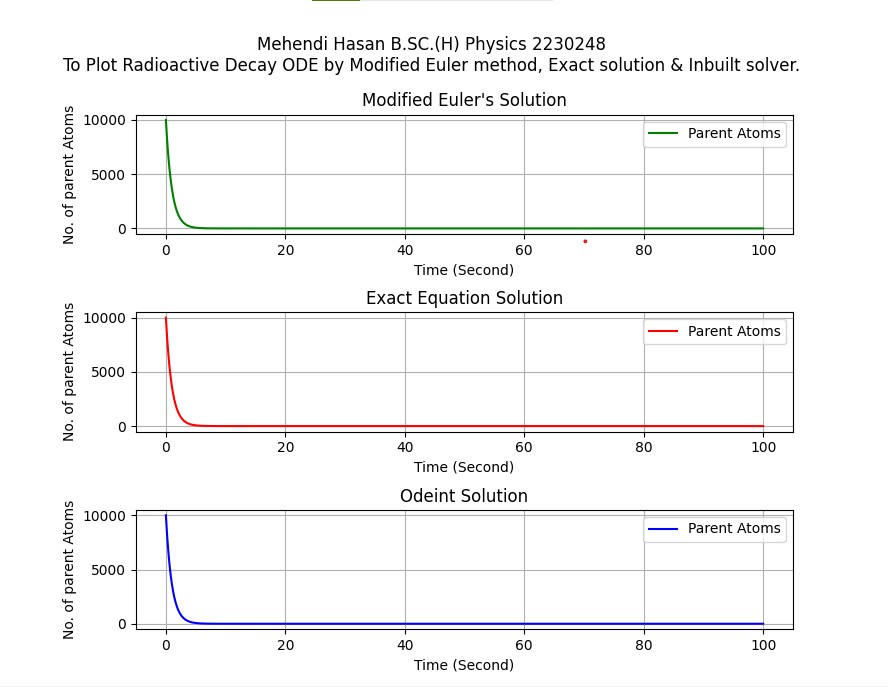 Mehendi Hasan B.SC.(H) Physics 2230248
To Plot Radioactive Decay ODE by Modified Euler method, Exact solution & Inbuilt solver.
Modified Euler's Solution
No. of parent Atoms
10000
5000
0
Parent Atoms
0 20 40 60 80 100
Time (Second)
Exact Equation Solution
No. of parent Atoms
10000
5000
0
Parent Atoms
0 20 40 60 80 100
Time (Second)
Odeint Solution
No. of parent Atoms
10000
5000
0
Parent Atoms
0 20 40 60 80 100
Time (Second)